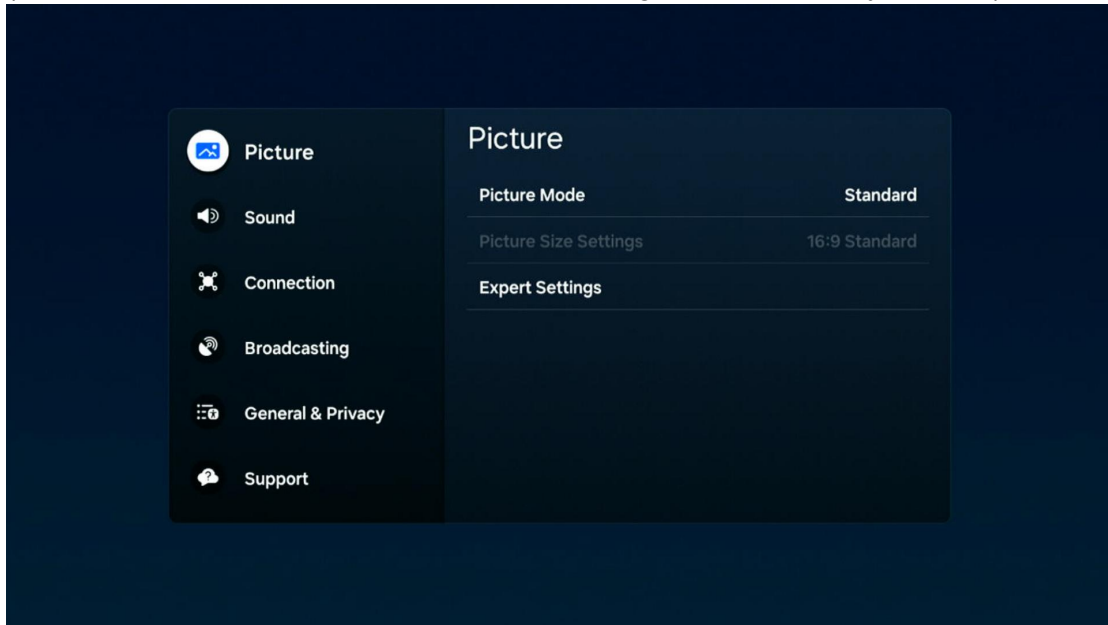 Picture
Sound
Connection
Broadcasting
General & Privacy
Support
Picture
Picture Mode Standard
Picture Size Settings 16:9 Standard
Expert Settings